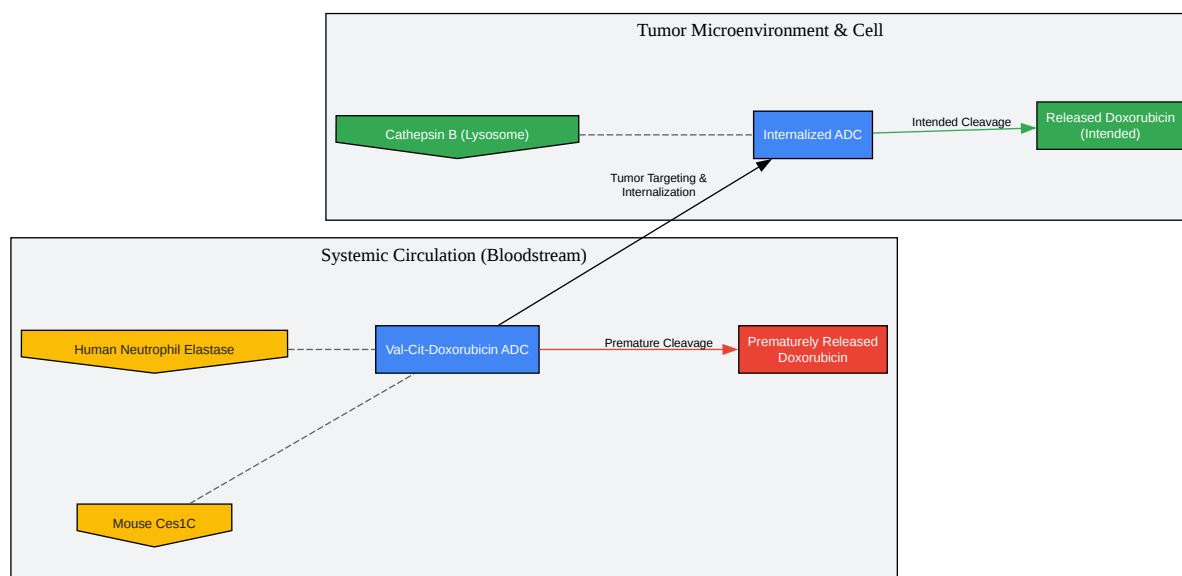 Tumor Microenvironment & Cell
Cathepsin B (Lysosome)
Internalized ADC
Intended Cleavage
Released Doxorubicin
(Intended)
Tumor Targeting &
Internalization
Systemic Circulation (Bloodstream)
Human Neutrophil Elastase
Val-Cit-Doxorubicin ADC
Premature Cleavage
Prematurely Released
Doxorubicin
Mouse Ces1C